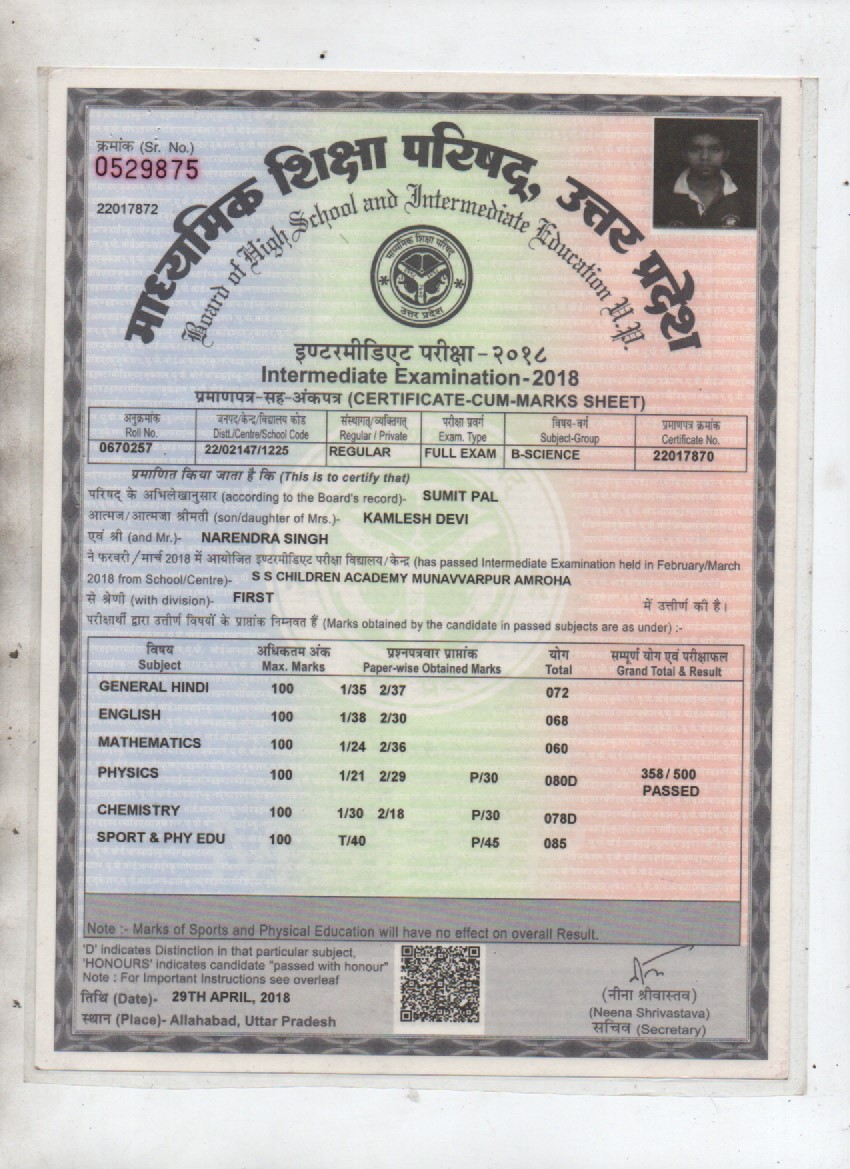 क्रमांक (Sr. No.)
0529875
22017872
माध्यमिक शिक्षा परिषद्, उत्तर प्रदेश
Board of High School and Intermediate Education U.P.
माध्यमिक शिक्षा परिषद्
उत्तर प्रदेश
इण्टरमीडिएट परीक्षा - २०१८
Intermediate Examination - 2018
प्रमाणपत्र-सह-अंकपत्र (CERTIFICATE-CUM-MARKS SHEET)
अनुक्रमांक जनपद/केन्द्र/विद्यालय कोड संस्थागत/व्यक्तिगत परीक्षा प्रवर्ग विषय-वर्ग प्रमाणपत्र क्रमांक
Roll No. Distt./Centre/School Code Regular / Private Exam. Type Subject-Group Certificate No.
0670257 22/02147/1225 REGULAR FULL EXAM B-SCIENCE 22017870
प्रमाणित किया जाता है कि (This is to certify that)
परिषद् के अभिलेखानुसार (according to the Board's record)- SUMIT PAL
आत्मज/आत्मजा श्रीमती (son/daughter of Mrs.)- KAMLESH DEVI
एवं श्री (and Mr.)- NARENDRA SINGH
ने फरवरी/मार्च 2018 में आयोजित इण्टरमीडिएट परीक्षा विद्यालय/केन्द्र (has passed Intermediate Examination held in February/March
2018 from School/Centre)- S S CHILDREN ACADEMY MUNAVVARPUR AMROHA
से श्रेणी (with division)- FIRST में उत्तीर्ण की है।
परीक्षार्थी द्वारा उत्तीर्ण विषयों के प्राप्तांक निम्नवत हैं (Marks obtained by the candidate in passed subjects are as under) :-
विषय अधिकतम अंक प्रश्नपत्रवार प्राप्तांक योग सम्पूर्ण योग एवं परीक्षाफल
Subject Max. Marks Paper-wise Obtained Marks Total Grand Total & Result
GENERAL HINDI 100 1/35 2/37 072
ENGLISH 100 1/38 2/30 068
MATHEMATICS 100 1/24 2/36 060
PHYSICS 100 1/21 2/29 P/30 080D 358/500
PASSED
CHEMISTRY 100 1/30 2/18 P/30 078D
SPORT & PHY EDU 100 T/40 P/45 085
Note :- Marks of Sports and Physical Education will have no effect on overall Result.
'D' indicates Distinction in that particular subject,
'HONOURS' indicates candidate "passed with honour"
Note : For Important Instructions see overleaf
तिथि (Date)- 29TH APRIL, 2018
स्थान (Place)- Allahabad, Uttar Pradesh
(नीना श्रीवास्तव)
(Neena Shrivastava)
सचिव (Secretary)